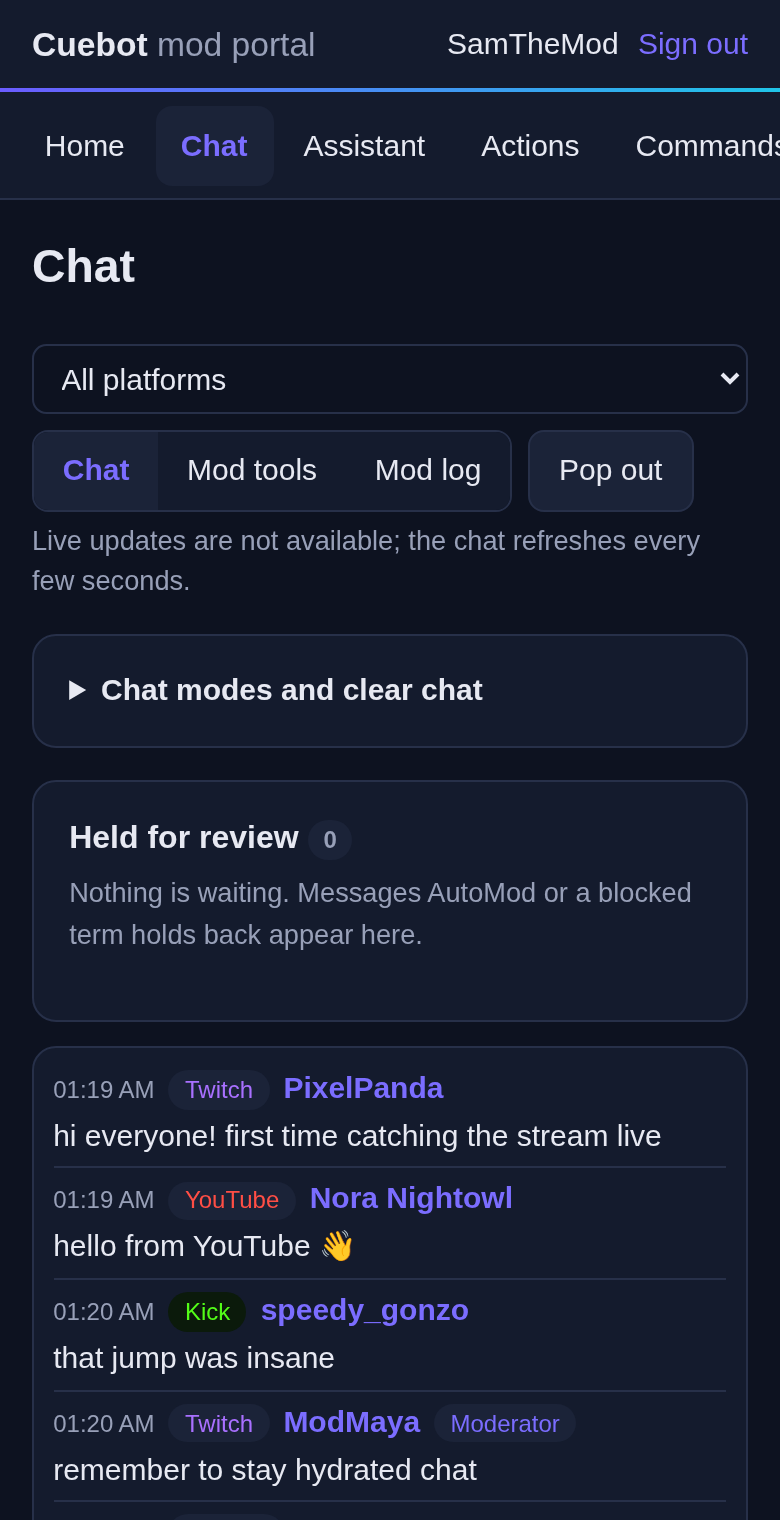 Cuebot mod portal SamTheMod Sign out
Home Chat Assistant Actions Commands
Chat
All platforms
Chat Mod tools Mod log Pop out
Live updates are not available; the chat refreshes every
few seconds.
Chat modes and clear chat
Held for review 0
Nothing is waiting. Messages AutoMod or a blocked
term holds back appear here.
01:19 AM Twitch PixelPanda
hi everyone! first time catching the stream live
01:19 AM YouTube Nora Nightowl
hello from YouTube 👋
01:20 AM Kick speedy_gonzo
that jump was insane
01:20 AM Twitch ModMaya Moderator
remember to stay hydrated chat